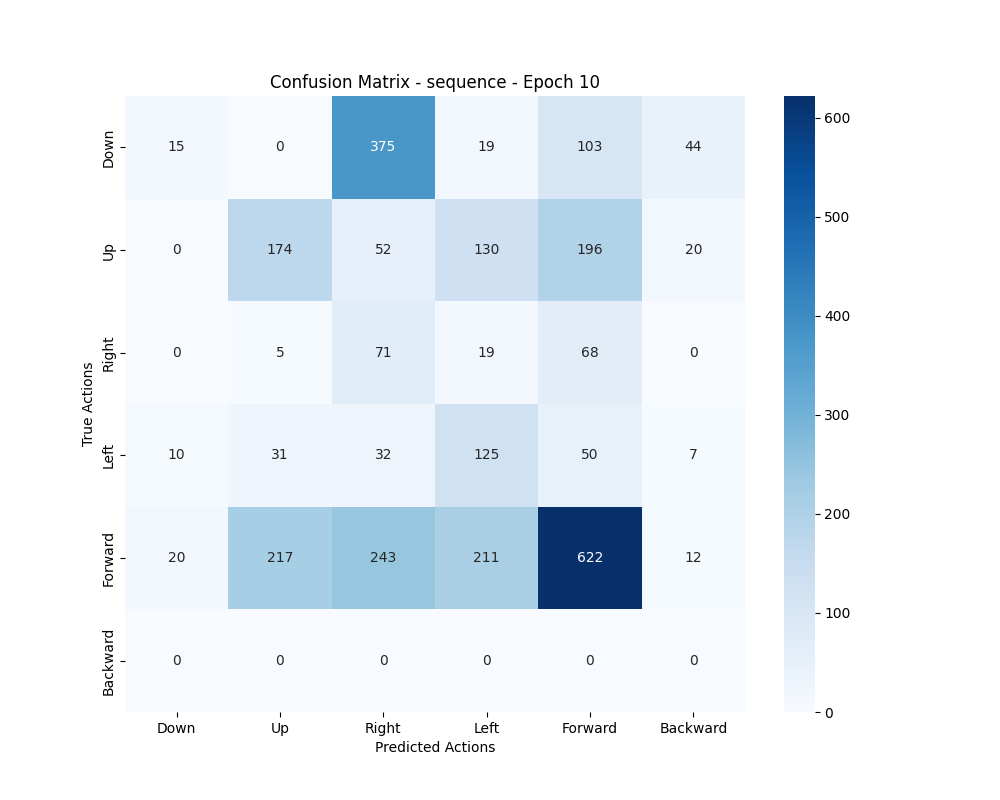 Confusion Matrix - sequence - Epoch 10
True Actions
Down 15 0 375 19 103 44
Up 0 174 52 130 196 20
Right 0 5 71 19 68 0
Left 10 31 32 125 50 7
Forward 20 217 243 211 622 12
Backward 0 0 0 0 0 0
Down Up Right Left Forward Backward
Predicted Actions
600
500
400
300
200
100
0